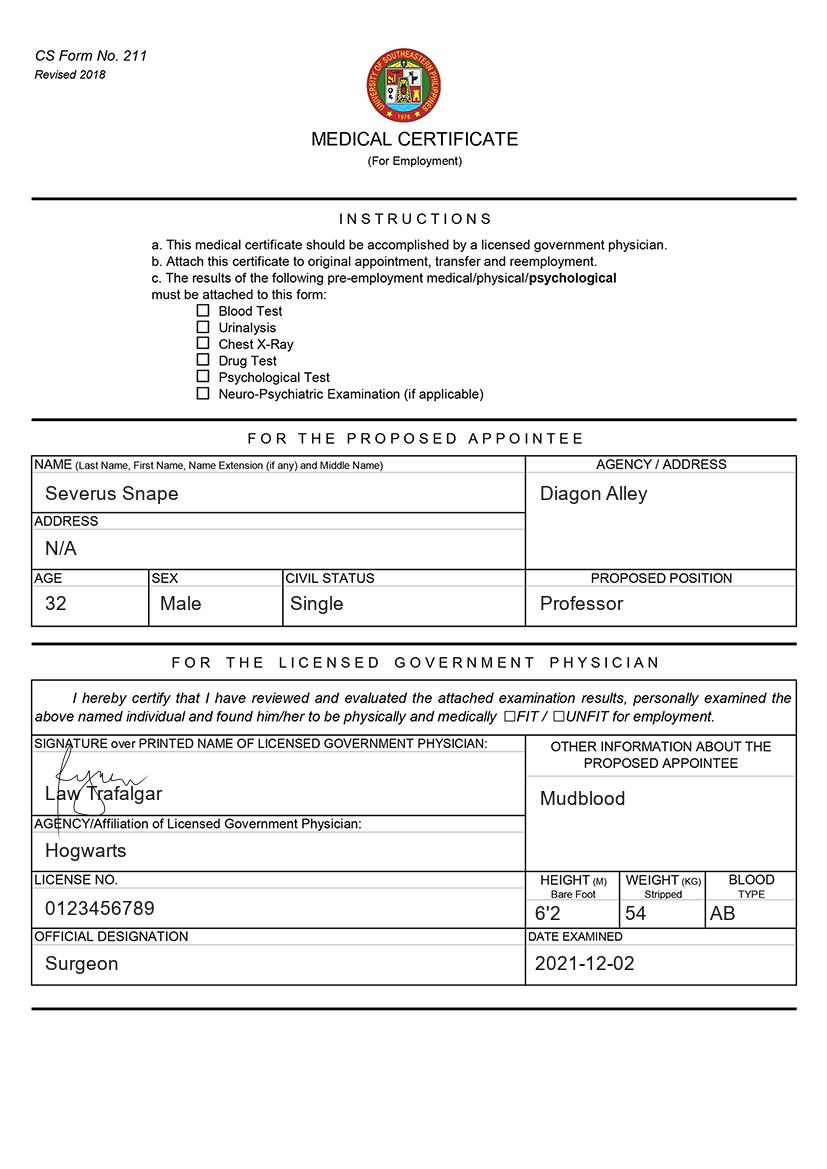 CS Form No. 211
Revised 2018
UNIVERSITY OF SOUTHEASTERN PHILIPPINES
1978
MEDICAL CERTIFICATE
(For Employment)
INSTRUCTIONS
a. This medical certificate should be accomplished by a licensed government physician.
b. Attach this certificate to original appointment, transfer and reemployment.
c. The results of the following pre-employment medical/physical/psychological
must be attached to this form:
☐ Blood Test
☐ Urinalysis
☐ Chest X-Ray
☐ Drug Test
☐ Psychological Test
☐ Neuro-Psychiatric Examination (if applicable)
FOR THE PROPOSED APPOINTEE
NAME (Last Name, First Name, Name Extension (if any) and Middle Name)
Severus Snape
AGENCY / ADDRESS
Diagon Alley
ADDRESS
N/A
AGE
32
SEX
Male
CIVIL STATUS
Single
PROPOSED POSITION
Professor
FOR THE LICENSED GOVERNMENT PHYSICIAN
I hereby certify that I have reviewed and evaluated the attached examination results, personally examined the
above named individual and found him/her to be physically and medically ☐FIT / ☐UNFIT for employment.
SIGNATURE over PRINTED NAME OF LICENSED GOVERNMENT PHYSICIAN:
Law Trafalgar
OTHER INFORMATION ABOUT THE
PROPOSED APPOINTEE
Mudblood
AGENCY/Affiliation of Licensed Government Physician:
Hogwarts
LICENSE NO.
0123456789
HEIGHT (M)
Bare Foot
6'2
WEIGHT (KG)
Stripped
54
BLOOD
TYPE
AB
OFFICIAL DESIGNATION
Surgeon
DATE EXAMINED
2021-12-02